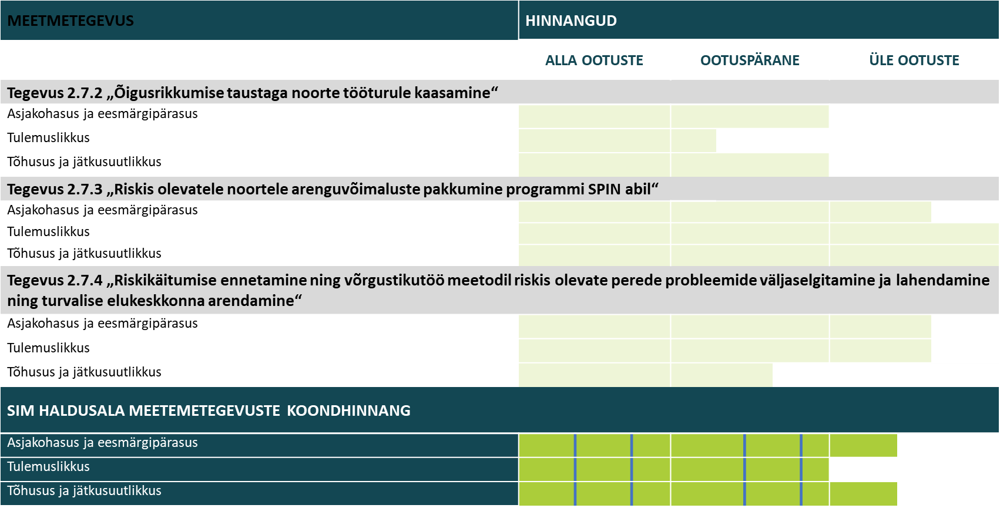 MEETMETEGEVUS HINNANGUD
ALLA OOTUSTE OOTUSPÄRANE ÜLE OOTUSTE
Tegevus 2.7.2 „Õigusrikkumise taustaga noorte tööturule kaasamine“
Asjakohasus ja eesmärgipärasus
Tulemuslikkus
Tõhusus ja jätkusuutlikkus
Tegevus 2.7.3 „Riskis olevatele noortele arenguvõimaluste pakkumine programmi SPIN abil“
Asjakohasus ja eesmärgipärasus
Tulemuslikkus
Tõhusus ja jätkusuutlikkus
Tegevus 2.7.4 „Riskikäitumise ennetamine ning võrgustikutöö meetodil riskis olevate perede probleemide väljaselgitamine ja lahendamine
ning turvalise elukeskkonna arendamine“
Asjakohasus ja eesmärgipärasus
Tulemuslikkus
Tõhusus ja jätkusuutlikkus
SIM HALDUSALA MEETEMETEGEVUSTE KOONDHINNANG
Asjakohasus ja eesmärgipärasus
Tulemuslikkus
Tõhusus ja jätkusuutlikkus